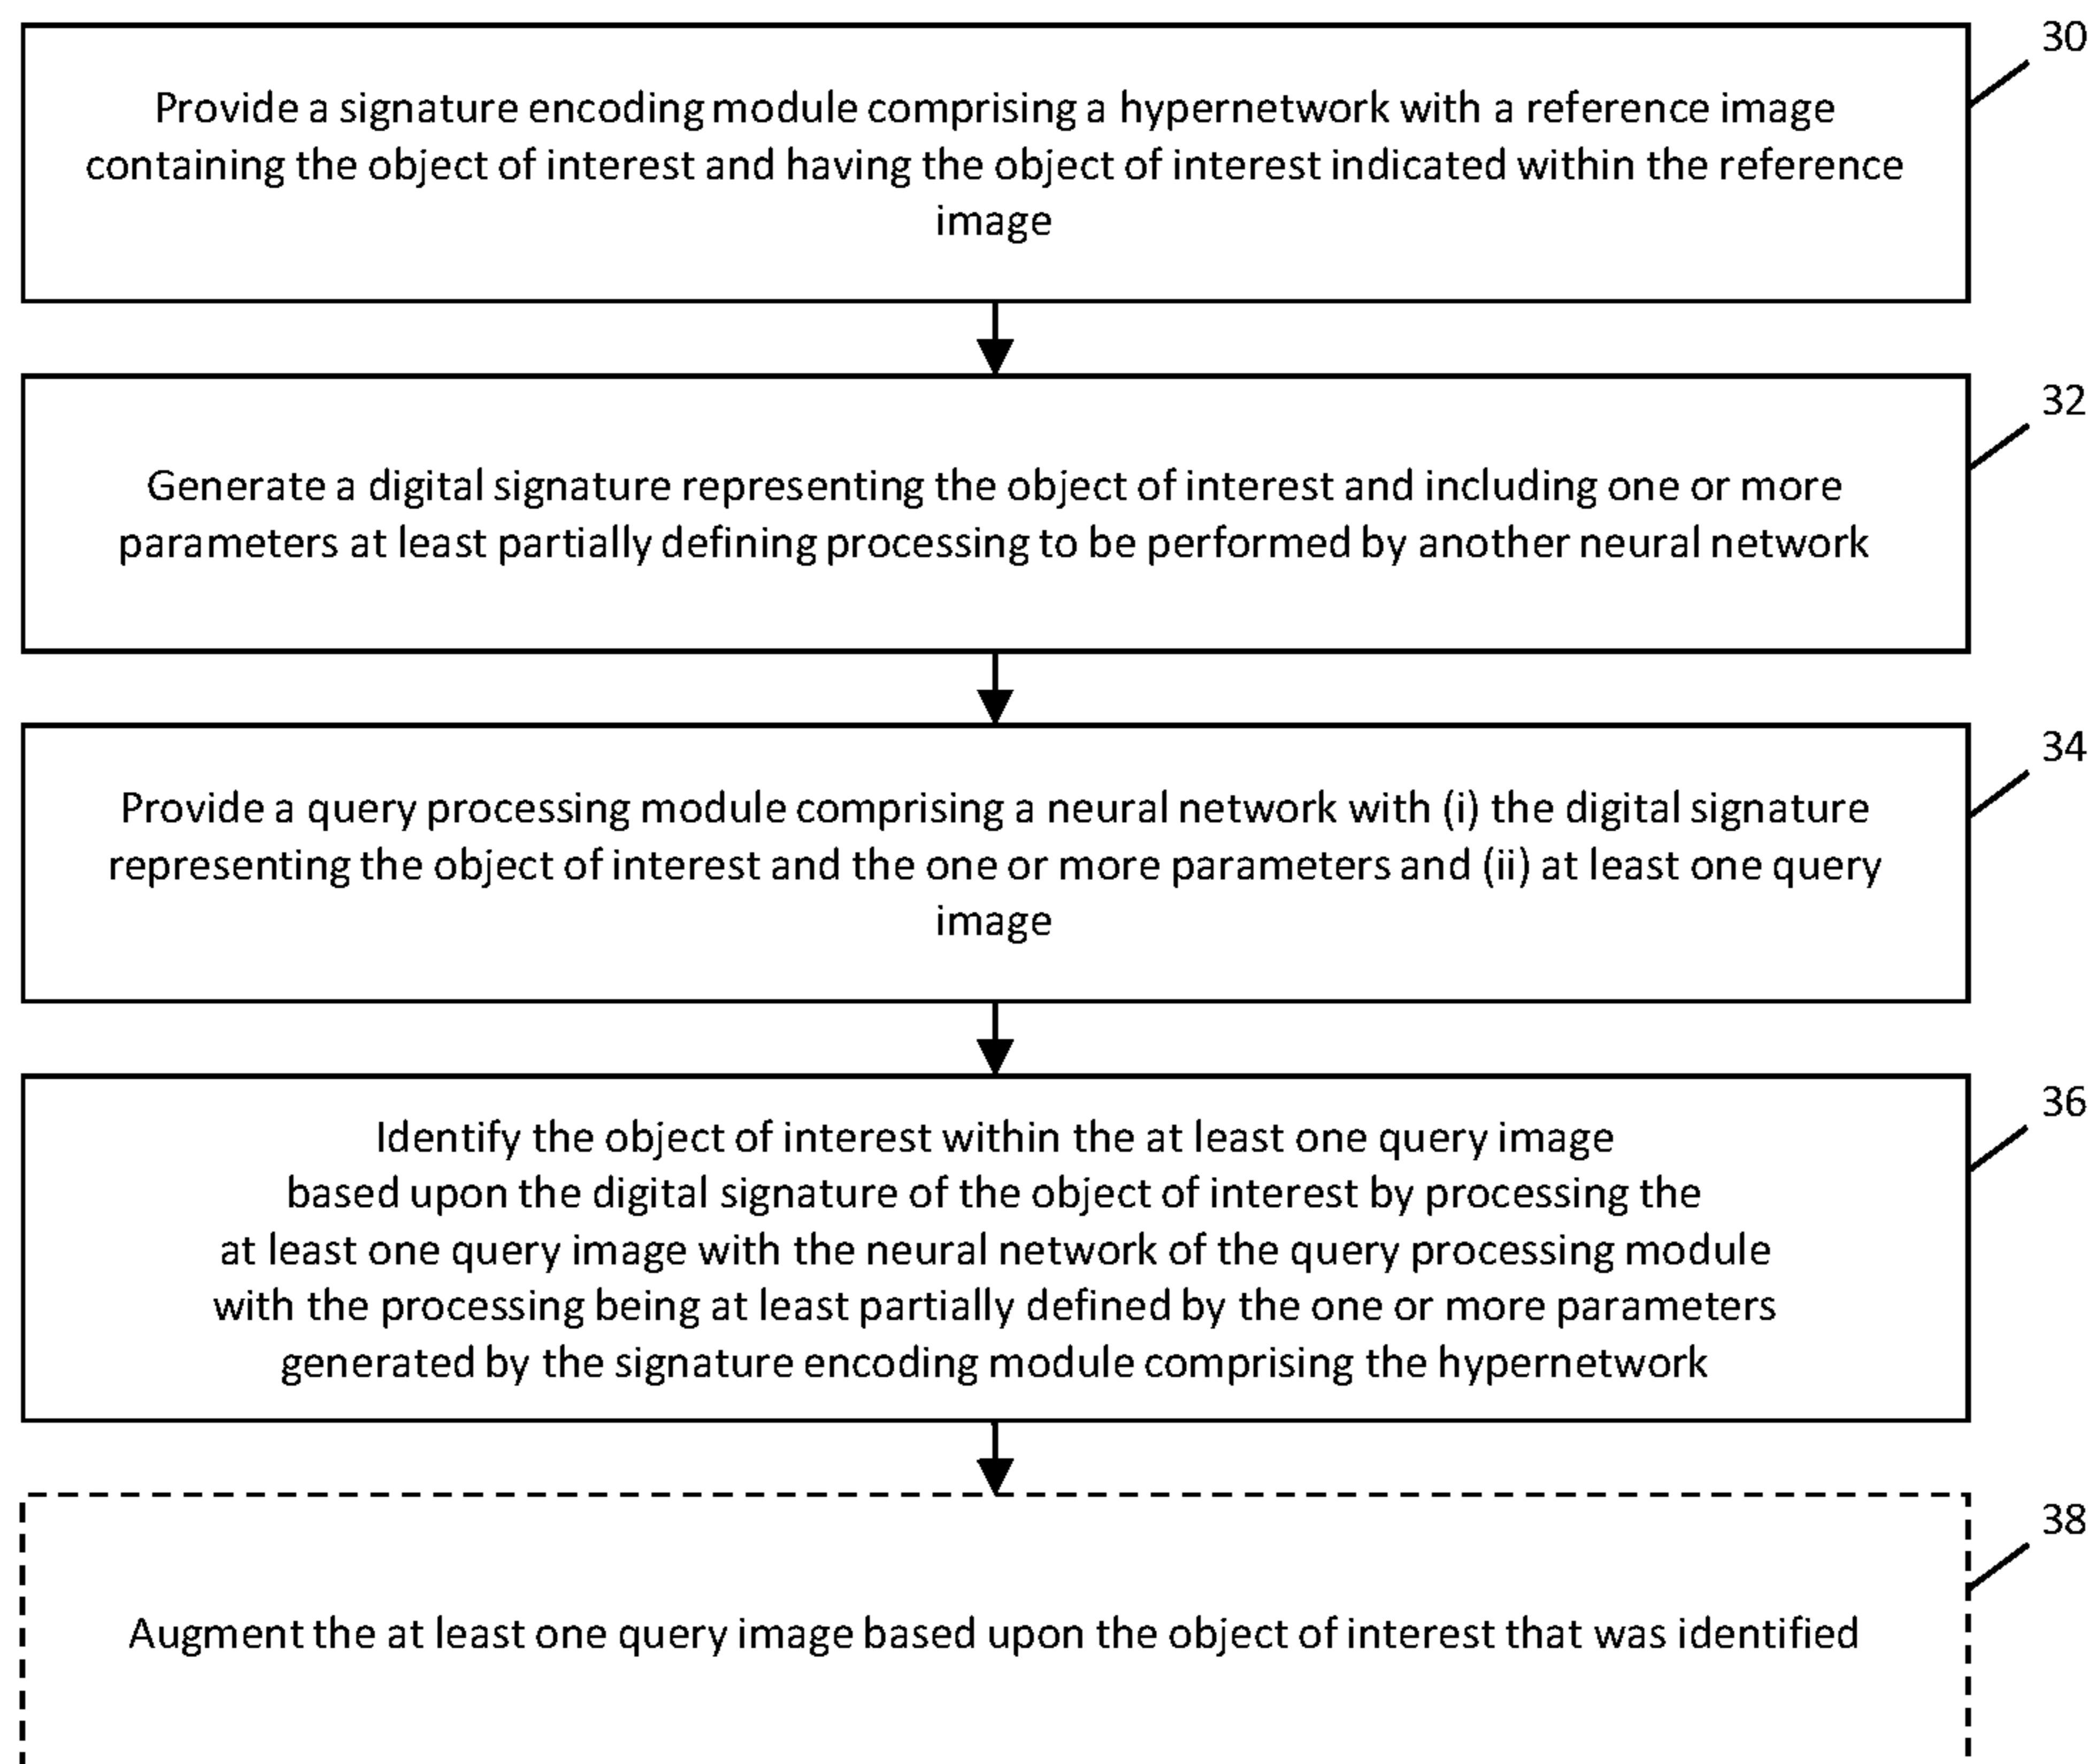 30
Provide a signature encoding module comprising a hypernetwork with a reference image
containing the object of interest and having the object of interest indicated within the reference
image
32
Generate a digital signature representing the object of interest and including one or more
parameters at least partially defining processing to be performed by another neural network
34
Provide a query processing module comprising a neural network with (i) the digital signature
representing the object of interest and the one or more parameters and (ii) at least one query
image
36
Identify the object of interest within the at least one query image
based upon the digital signature of the object of interest by processing the
at least one query image with the neural network of the query processing module
with the processing being at least partially defined by the one or more parameters
generated by the signature encoding module comprising the hypernetwork
38
Augment the at least one query image based upon the object of interest that was identified